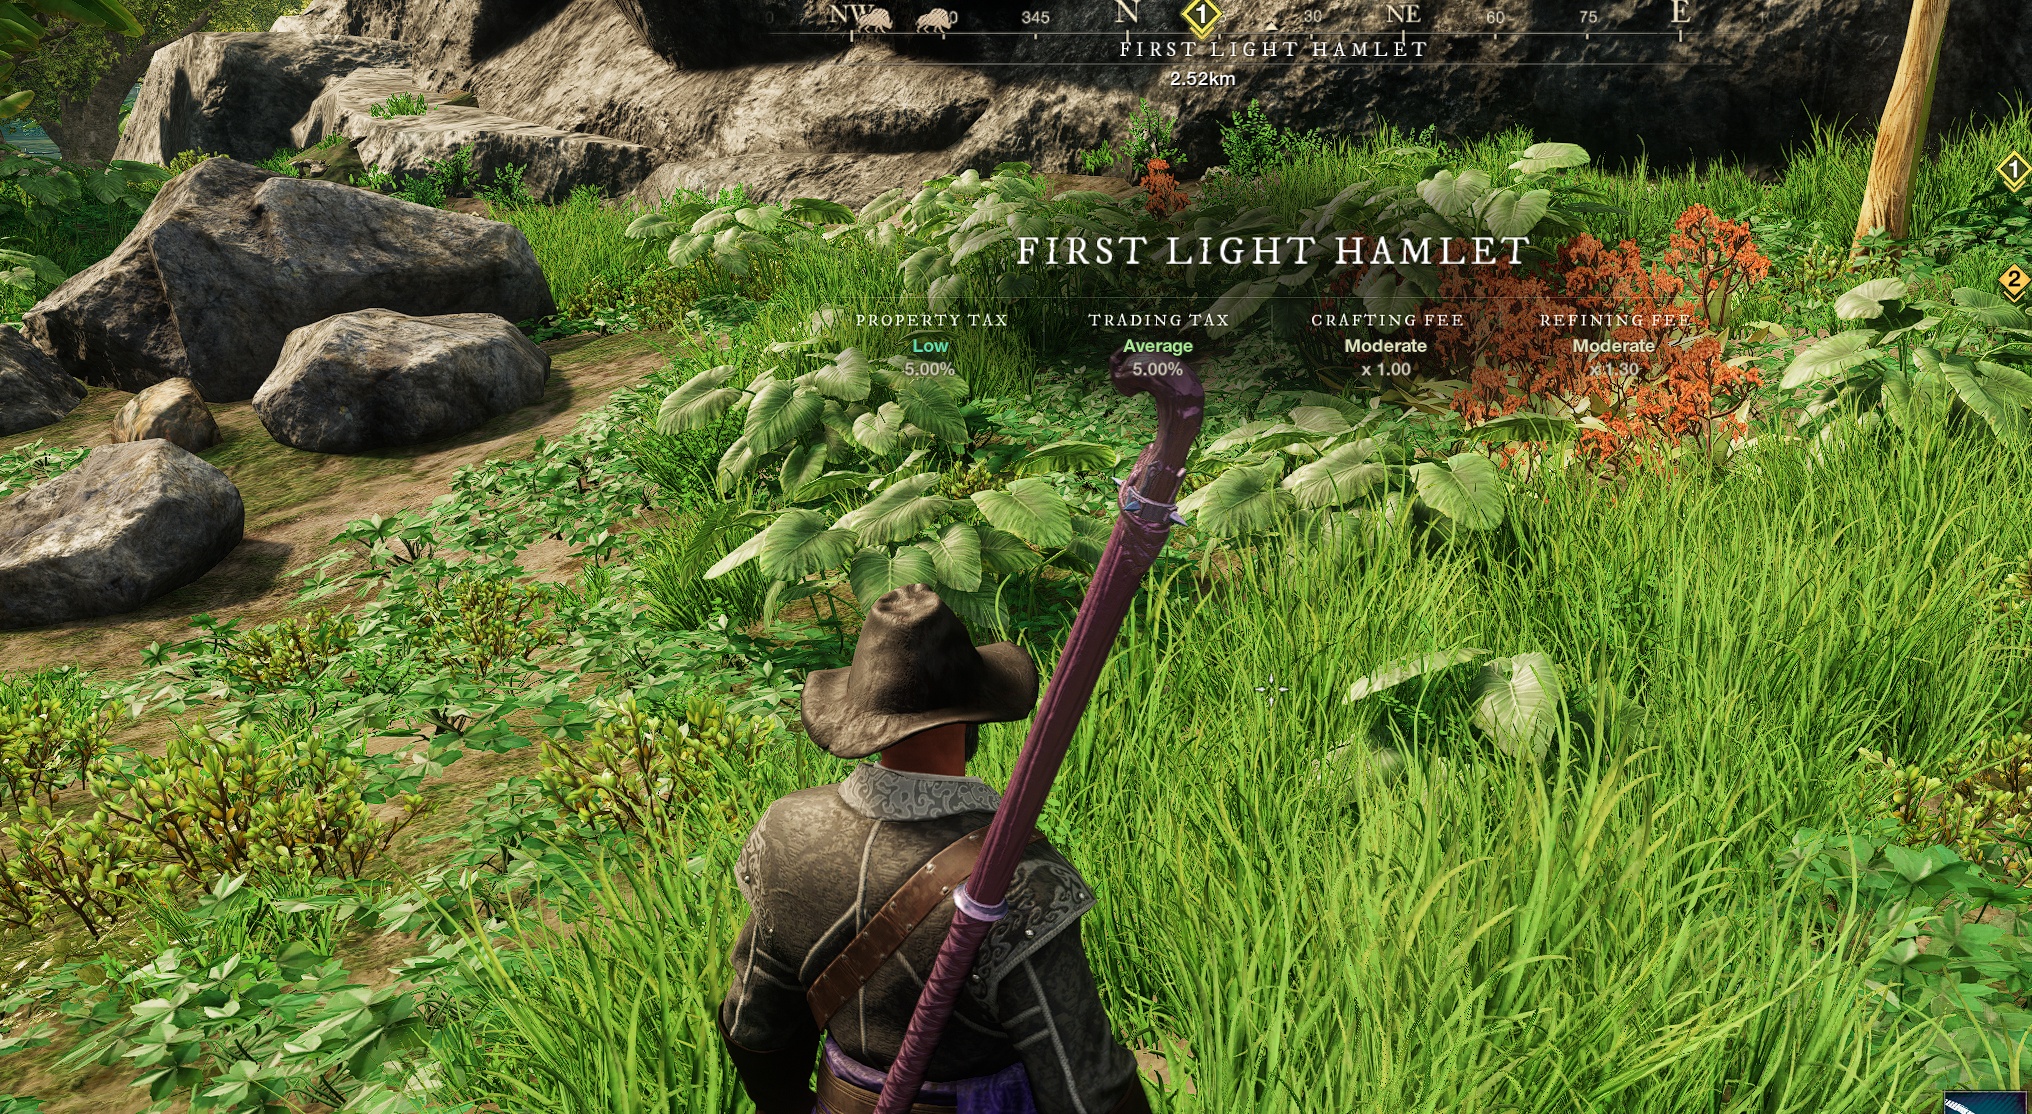 NW 345 N 1 30 NE 60 75 E
FIRST LIGHT HAMLET
2.52km
1
FIRST LIGHT HAMLET
2
PROPERTY TAX TRADING TAX CRAFTING FEE REFINING FEE
Low Average Moderate Moderate
5.00% 5.00% x 1.00 x 1.30